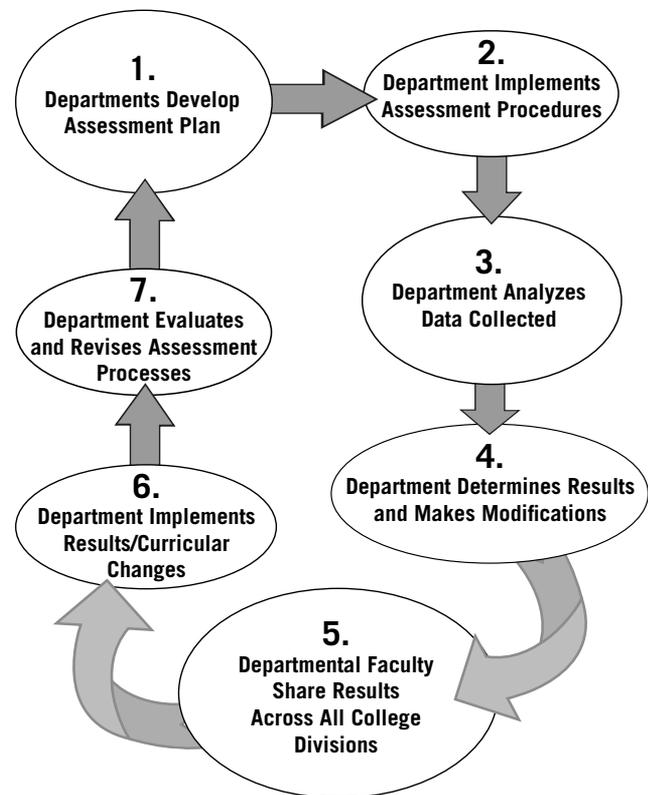 1.
Departments Develop
Assessment Plan
2.
Department Implements
Assessment Procedures
3.
Department Analyzes
Data Collected
4.
Department Determines Results
and Makes Modifications
5.
Departmental Faculty
Share Results
Across All College
Divisions
6.
Department Implements
Results/Curricular
Changes
7.
Department Evaluates
and Revises Assessment
Processes